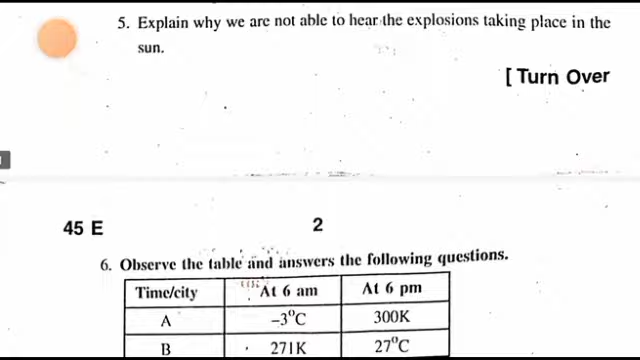 5. Explain why we are not able to hear the explosions taking place in the
sun.
[ Turn Over
45 E
2
6. Observe the table and answers the following questions.
Time/city At 6 am At 6 pm
A –3°C 300K
B 271K 27°C